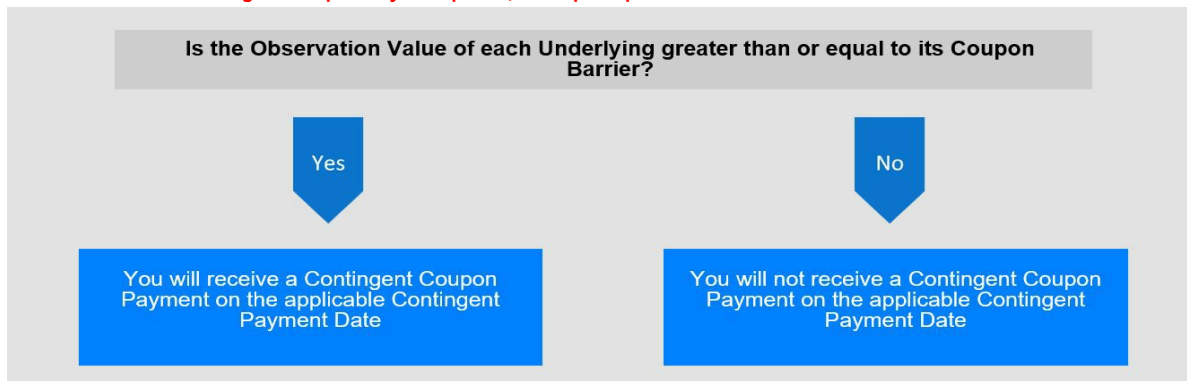 Is the Observation Value of each Underlying greater than or equal to its Coupon
Barrier?
Yes
No
You will receive a Contingent Coupon
Payment on the applicable Contingent
Payment Date
You will not receive a Contingent Coupon
Payment on the applicable Contingent
Payment Date